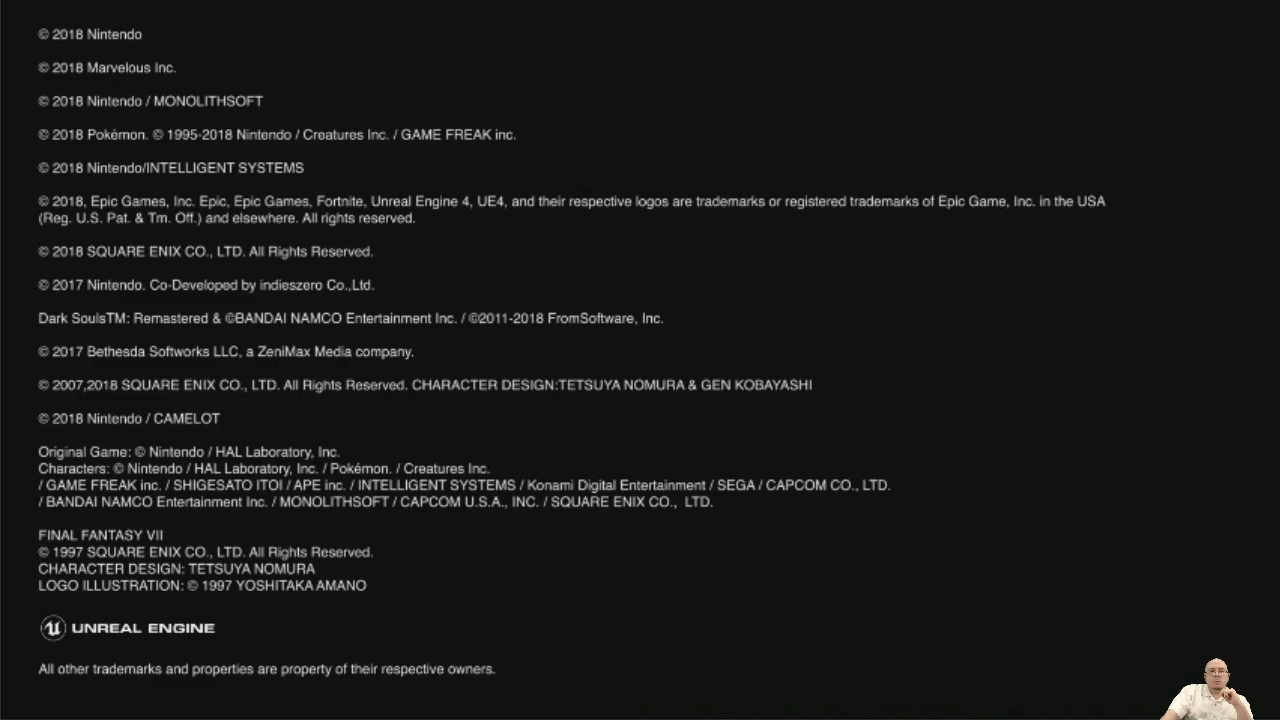 © 2018 Nintendo
© 2018 Marvelous Inc.
© 2018 Nintendo / MONOLITHSOFT
© 2018 Pokémon. © 1995-2018 Nintendo / Creatures Inc. / GAME FREAK inc.
© 2018 Nintendo/INTELLIGENT SYSTEMS
© 2018, Epic Games, Inc. Epic, Epic Games, Fortnite, Unreal Engine 4, UE4, and their respective logos are trademarks or registered trademarks of Epic Game, Inc. in the USA
(Reg. U.S. Pat. & Tm. Off.) and elsewhere. All rights reserved.
© 2018 SQUARE ENIX CO., LTD. All Rights Reserved.
© 2017 Nintendo. Co-Developed by indieszero Co.,Ltd.
Dark SoulsTM: Remastered & ©BANDAI NAMCO Entertainment Inc. / ©2011-2018 FromSoftware, Inc.
© 2017 Bethesda Softworks LLC, a ZeniMax Media company.
© 2007,2018 SQUARE ENIX CO., LTD. All Rights Reserved. CHARACTER DESIGN:TETSUYA NOMURA & GEN KOBAYASHI
© 2018 Nintendo / CAMELOT
Original Game: © Nintendo / HAL Laboratory, Inc.
Characters: © Nintendo / HAL Laboratory, Inc. / Pokémon. / Creatures Inc.
/ GAME FREAK inc. / SHIGESATO ITOI / APE inc. / INTELLIGENT SYSTEMS / Konami Digital Entertainment / SEGA / CAPCOM CO., LTD.
/ BANDAI NAMCO Entertainment Inc. / MONOLITHSOFT / CAPCOM U.S.A., INC. / SQUARE ENIX CO., LTD.
FINAL FANTASY VII
© 1997 SQUARE ENIX CO., LTD. All Rights Reserved.
CHARACTER DESIGN: TETSUYA NOMURA
LOGO ILLUSTRATION: © 1997 YOSHITAKA AMANO
UNREAL ENGINE
All other trademarks and properties are property of their respective owners.